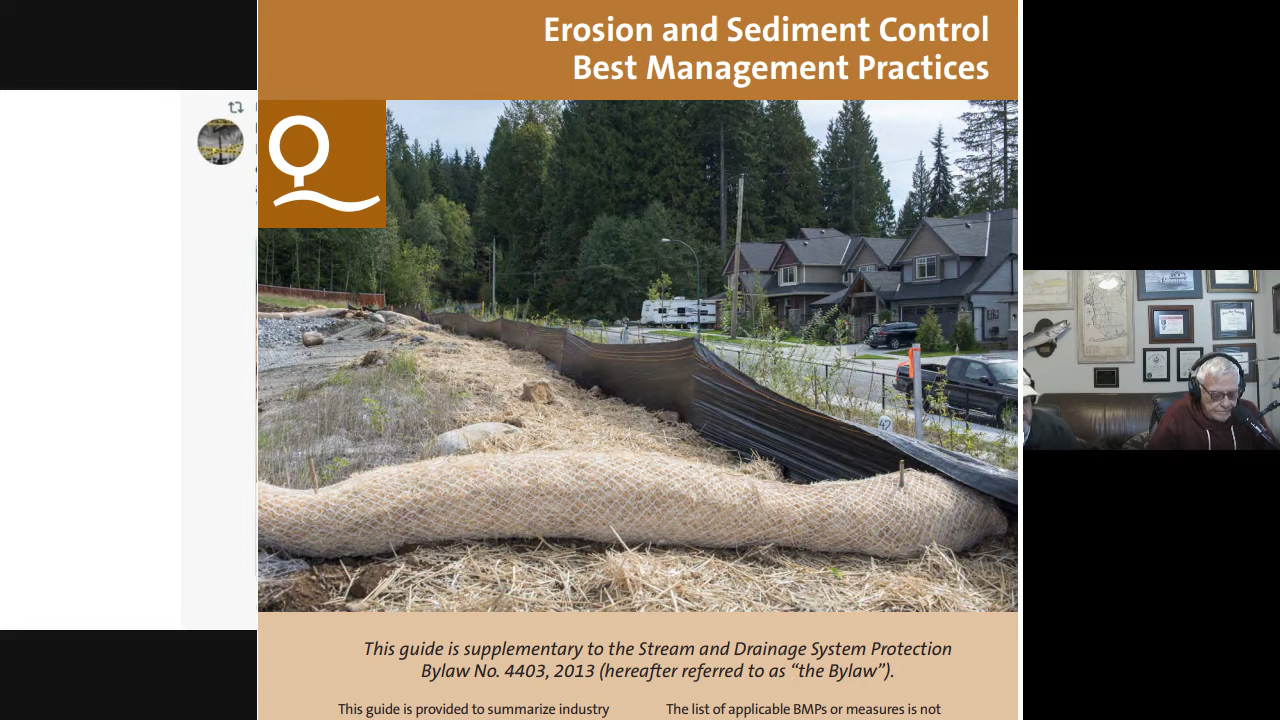 Erosion and Sediment Control
Best Management Practices
47
This guide is supplementary to the Stream and Drainage System Protection
Bylaw No. 4403, 2013 (hereafter referred to as “the Bylaw”).
This guide is provided to summarize industry
The list of applicable BMPs or measures is not